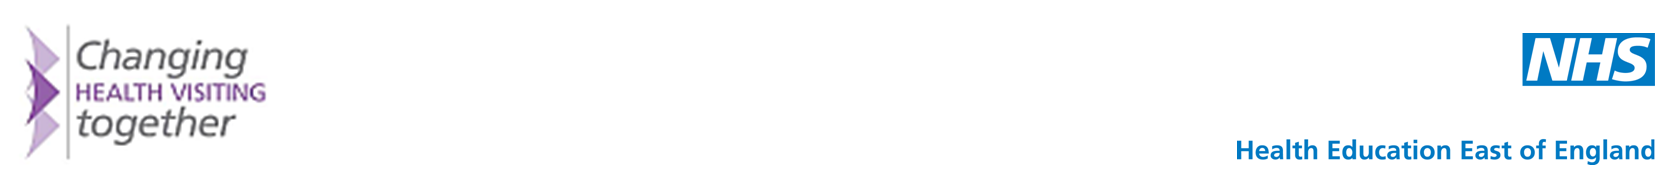 Changing
HEALTH VISITING
together
NHS
Health Education East of England